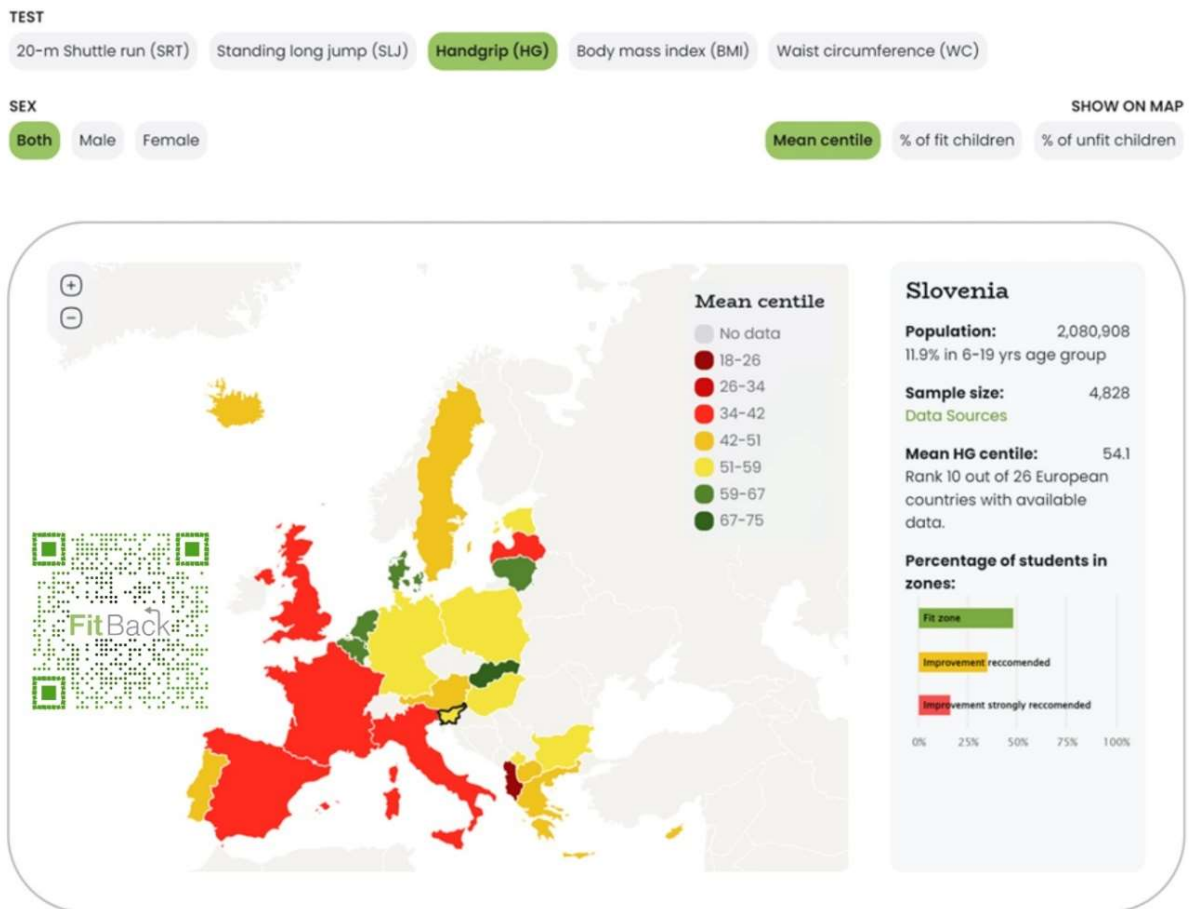 TEST
20-m Shuttle run (SRT) Standing long jump (SLJ) Handgrip (HG) Body mass index (BMI) Waist circumference (WC)
SEX SHOW ON MAP
Both Male Female Mean centile % of fit children % of unfit children
+
−
Mean centile
No data
18-26
26-34
34-42
42-51
51-59
59-67
67-75
FitBack
Slovenia
Population: 2,080,908
11.9% in 6-19 yrs age group
Sample size: 4,828
Data Sources
Mean HG centile: 54.1
Rank 10 out of 26 European
countries with available
data.
Percentage of students in
zones:
Fit zone
Improvement reccomended
Improvement strongly reccomended
0% 25% 50% 75% 100%